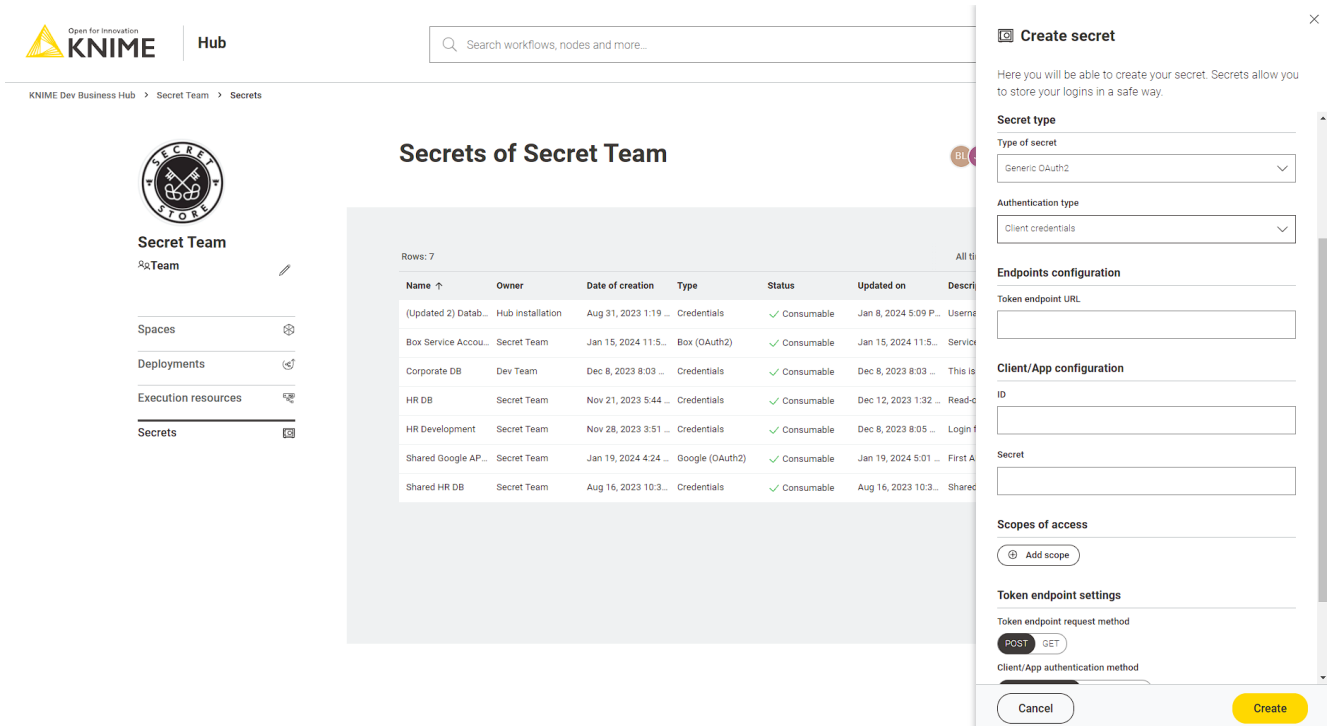 Open for Innovation
KNIME
Hub
Search workflows, nodes and more...
KNIME Dev Business Hub > Secret Team > Secrets
SECRET
STORE
Secret Team
Team
Spaces
Deployments
Execution resources
Secrets
Secrets of Secret Team
BL
Rows: 7
All ti
Name Owner Date of creation Type Status Updated on Descri
(Updated 2) Datab... Hub installation Aug 31, 2023 1:19 ... Credentials Consumable Jan 8, 2024 5:09 P... Userna
Box Service Accou... Secret Team Jan 15, 2024 11:5... Box (OAuth2) Consumable Jan 15, 2024 11:5... Service
Corporate DB Dev Team Dec 8, 2023 8:03 ... Credentials Consumable Dec 8, 2023 8:03 ... This is
HR DB Secret Team Nov 21, 2023 5:44 ... Credentials Consumable Dec 12, 2023 1:32 ... Read-o
HR Development Secret Team Nov 28, 2023 3:51 ... Credentials Consumable Dec 8, 2023 8:05 ... Login f
Shared Google AP... Secret Team Jan 19, 2024 4:24 ... Google (OAuth2) Consumable Jan 19, 2024 5:01 ... First A
Shared HR DB Secret Team Aug 16, 2023 10:3... Credentials Consumable Aug 16, 2023 10:3... Shared
Create secret
Here you will be able to create your secret. Secrets allow you
to store your logins in a safe way.
Secret type
Type of secret
Generic OAuth2
Authentication type
Client credentials
Endpoints configuration
Token endpoint URL
Client/App configuration
ID
Secret
Scopes of access
Add scope
Token endpoint settings
Token endpoint request method
POST GET
Client/App authentication method
Cancel Create